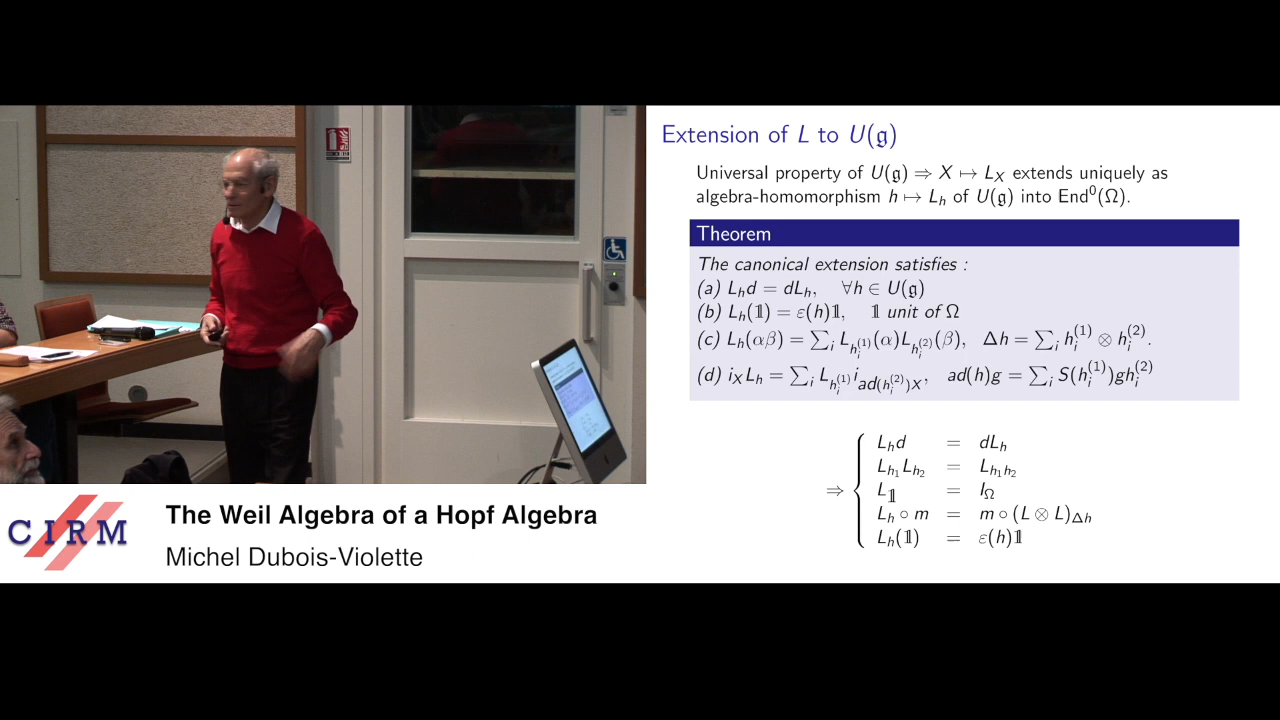 Extension of L to U(𝔤)
Universal property of U(𝔤) ⇒ X ↦ L_X extends uniquely as
algebra-homomorphism h ↦ L_h of U(𝔤) into End⁰(Ω).
Theorem
The canonical extension satisfies :
(a) L_h d = dL_h, ∀h ∈ U(𝔤)
(b) L_h(𝟙) = ε(h)𝟙, 𝟙 unit of Ω
(c) L_h(αβ) = ∑_i L_{h_i^{(1)}}(α)L_{h_i^{(2)}}(β), Δh = ∑_i h_i^{(1)} ⊗ h_i^{(2)}.
(d) i_X L_h = ∑_i L_{h_i^{(1)}} i_{ad(h_i^{(2)})X}, ad(h)g = ∑_i S(h_i^{(1)})gh_i^{(2)}
L_h d = dL_h
L_{h_1} L_{h_2} = L_{h_1 h_2}
⇒ { L_𝟙 = I_Ω
L_h ∘ m = m ∘ (L ⊗ L)_{Δh}
L_h(𝟙) = ε(h)𝟙
CIRM
The Weil Algebra of a Hopf Algebra
Michel Dubois-Violette